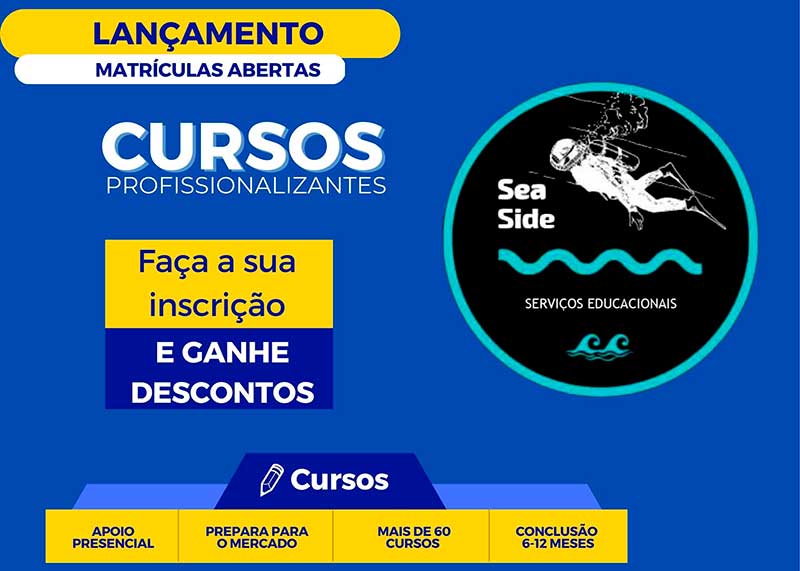 LANÇAMENTO
MATRÍCULAS ABERTAS
CURSOS
PROFISSIONALIZANTES
Faça a sua
inscrição
E GANHE
DESCONTOS
Sea
Side
SERVIÇOS EDUCACIONAIS
Cursos
APOIO
PRESENCIAL
PREPARA PARA
O MERCADO
MAIS DE 60
CURSOS
CONCLUSÃO
6-12 MESES